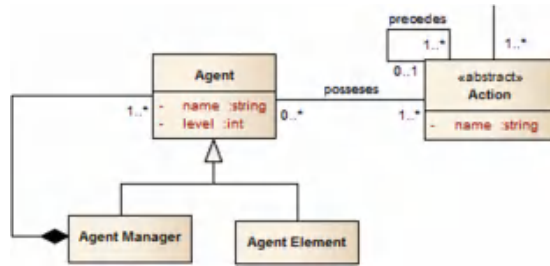 precedes
1..*
1..*
0..1
Agent
- name :string
- level :int
1..*
0..*
posseses
1..*
«abstract»
Action
- name :string
Agent Manager
Agent Element